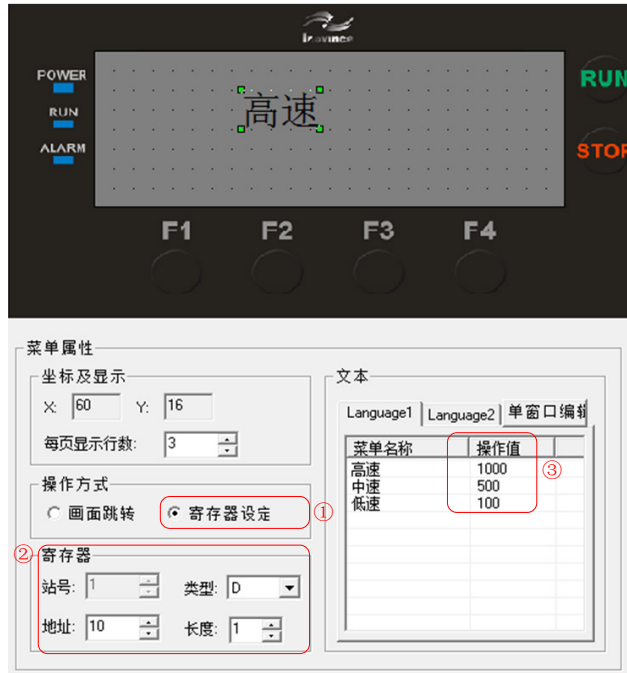 Province
POWER
RUN
ALARM
高速
RUN
STOP
F1 F2 F3 F4
菜单属性
坐标及显示
X: 60 Y: 16
每页显示行数: 3
操作方式
画面跳转 寄存器设定 ①
② 寄存器
站号: 1 类型: D
地址: 10 长度: 1
文本
Language1 Language2 单窗口编辑
菜单名称 操作值
高速 1000 ③
中速 500
低速 100